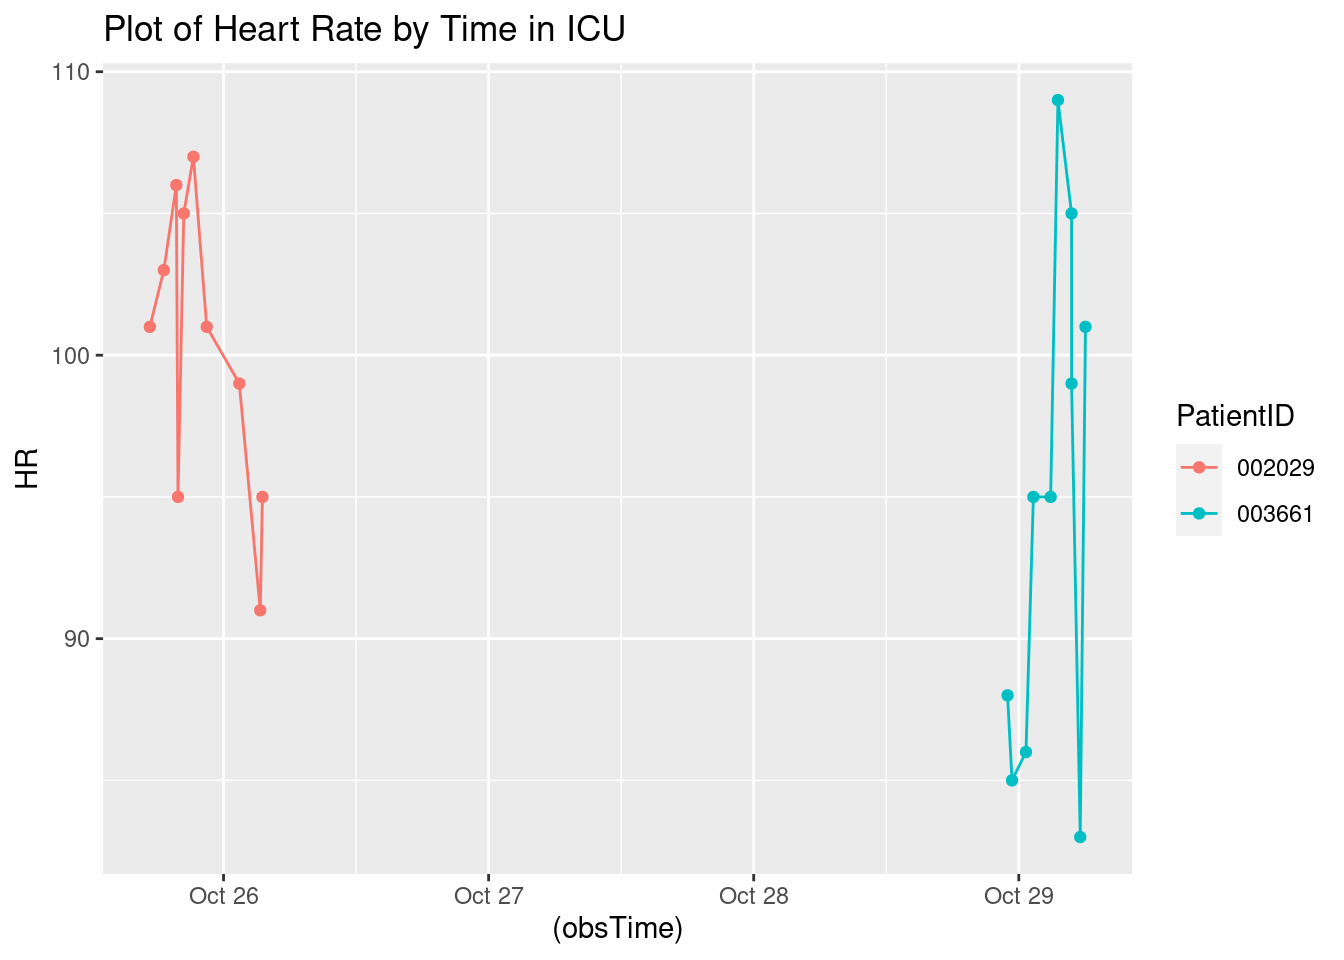 Plot of Heart Rate by Time in ICU
110
100
90
HR
Oct 26
Oct 27
Oct 28
Oct 29
(obsTime)
PatientID
002029
003661